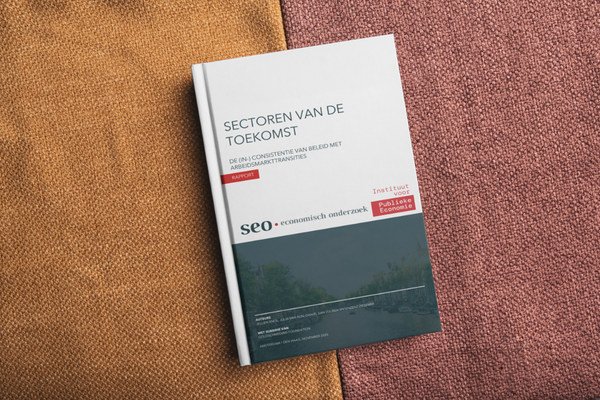 SECTOREN VAN DE
TOEKOMST
DE (IN-) CONSISTENTIE VAN BELEID MET
ARBEIDSMARKTTRANSITIES
RAPPORT
Instituut
voor
Publieke
Economie
seo • economisch onderzoek
AUTEURS